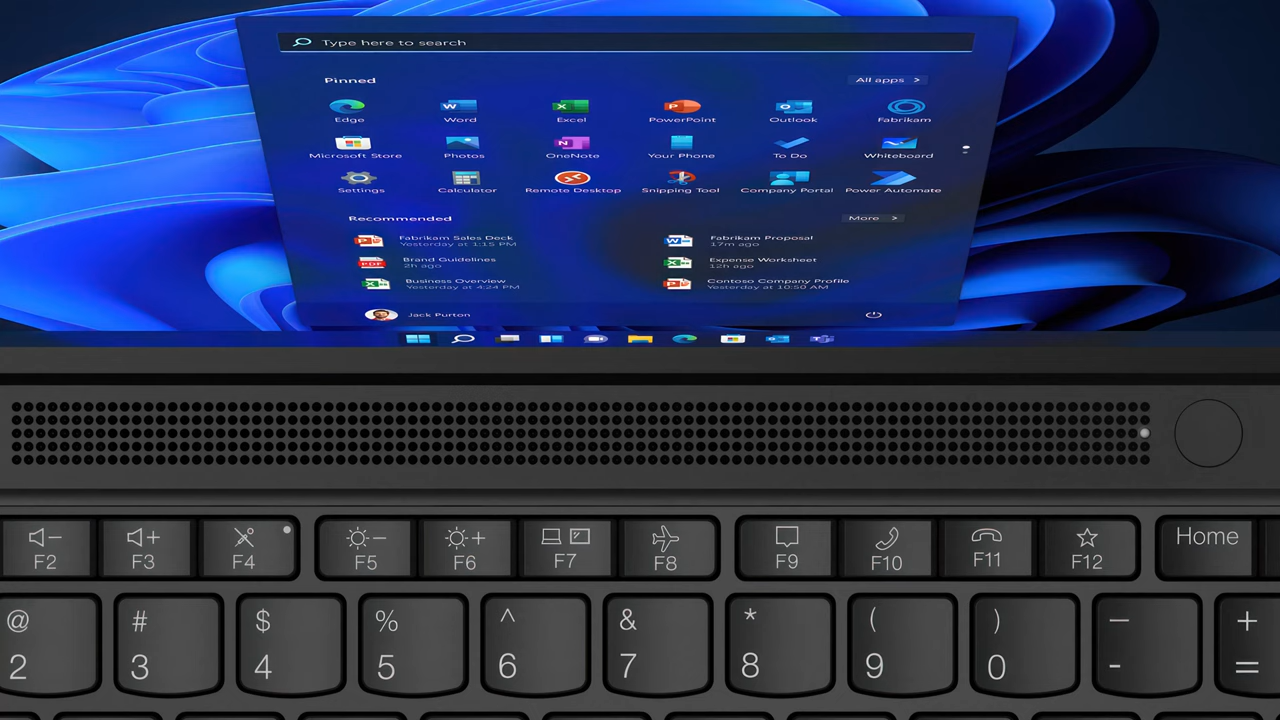 Type here to search
Pinned
All apps >
Edge Word Excel PowerPoint Outlook Fabrikam
Microsoft Store Photos OneNote Your Phone To Do Whiteboard
Settings Calculator Remote Desktop Snipping Tool Company Portal Power Automate
Recommended
More >
Fabrikam Sales Deck
Yesterday at 1:15 PM
Fabrikam Proposal
17m ago
PDF
Brand Guidelines
2h ago
Expense Worksheet
12h ago
Business Overview
Yesterday at 4:24 PM
Contoso Company Profile
Yesterday at 10:50 AM
Jack Purton
F2 F3 F4 F5 F6 F7 F8 F9 F10 F11 F12 Home
@ # $ % ^ & * ( ) — +
2 3 4 5 6 7 8 9 0 - =